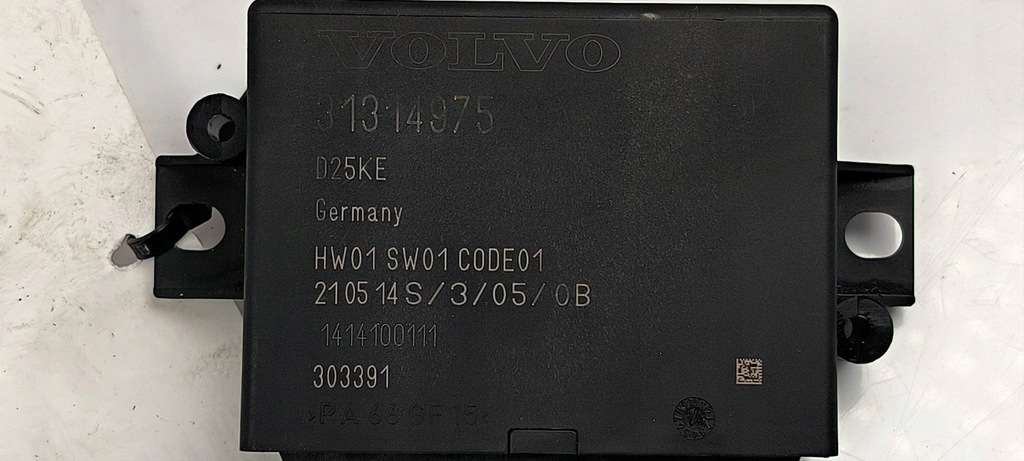 VOLVO
31314975
D25KE
Germany
HW01 SW01 CODE01
210514S/3/05/0B
1414100111
303391
>PA 66 GF15<